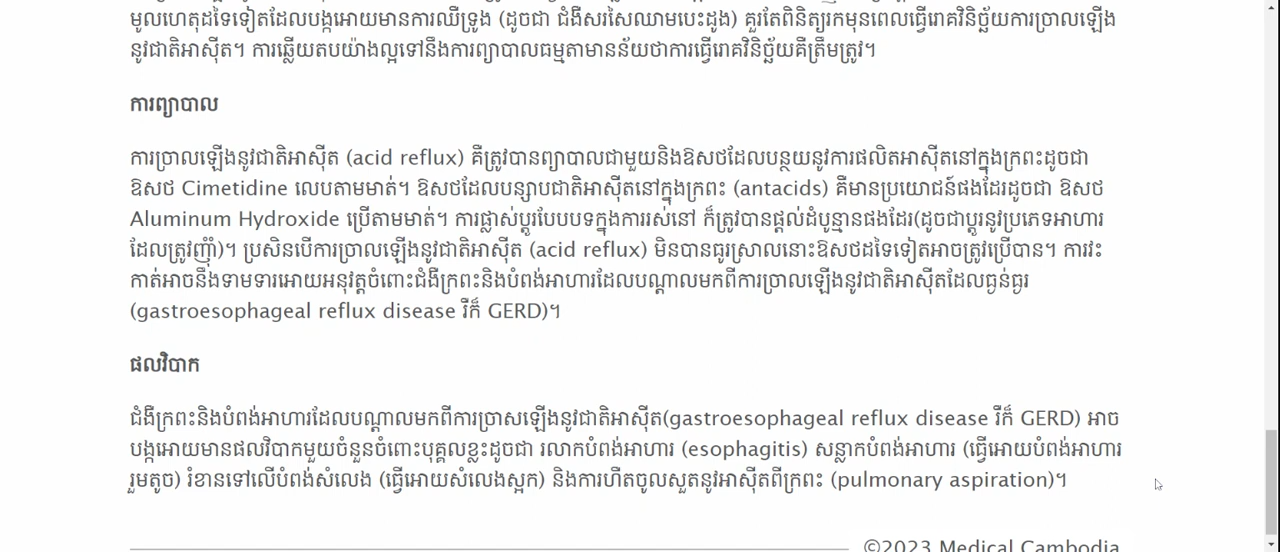 មូលហេតុដទៃទៀតដែលបង្កអោយមានការឈឺទ្រូង (ដូចជា ជំងឺសរសៃឈាមបេះដូង) គួរតែពិនិត្យរកមុនពេលធ្វើរោគវិនិច្ឆ័យការច្រាលឡើង
នូវជាតិអាស៊ីត។ ការឆ្លើយតបយ៉ាងល្អទៅនឹងការព្យាបាលធម្មតាមានន័យថាការធ្វើរោគវិនិច្ឆ័យគឺត្រឹមត្រូវ។
ការព្យាបាល
ការច្រាលឡើងនូវជាតិអាស៊ីត (acid reflux) គឺត្រូវបានព្យាបាលជាមួយនិងឱសថដែលបន្ថយនូវការផលិតអាស៊ីតនៅក្នុងក្រពះដូចជា
ឱសថ Cimetidine លេបតាមមាត់។ ឱសថដែលបន្សាបជាតិអាស៊ីតនៅក្នុងក្រពះ (antacids) គឺមានប្រយោជន៍ផងដែរដូចជា ឱសថ
Aluminum Hydroxide ប្រើតាមមាត់។ ការផ្លាស់ប្តូរបែបបទក្នុងការរស់នៅ ក៏ត្រូវបានផ្តល់ដំបូន្មានផងដែរ(ដូចជាប្តូរនូវប្រភេទអាហារ
ដែលត្រូវញ៉ាំ)។ ប្រសិនបើការច្រាលឡើងនូវជាតិអាស៊ីត (acid reflux) មិនបានធូរស្រាលនោះឱសថដទៃទៀតអាចត្រូវប្រើបាន។ ការវះ
កាត់អាចនឹងទាមទារអោយអនុវត្តចំពោះជំងឺក្រពះនិងបំពង់អាហារដែលបណ្តាលមកពីការច្រាលឡើងនូវជាតិអាស៊ីតដែលធ្ងន់ធ្ងរ
(gastroesophageal reflux disease រឺក៏ GERD)។
ផលវិបាក
ជំងឺក្រពះនិងបំពង់អាហារដែលបណ្តាលមកពីការច្រាសឡើងនូវជាតិអាស៊ីត(gastroesophageal reflux disease រឺក៏ GERD) អាច
បង្កអោយមានផលវិបាកមួយចំនួនចំពោះបុគ្គលខ្លះដូចជា រលាកបំពង់អាហារ (esophagitis) សន្លាកបំពង់អាហារ (ធ្វើអោយបំពង់អាហារ
រួមតូច) រំខានទៅលើបំពង់សំលេង (ធ្វើអោយសំលេងស្អក) និងការហឺតចូលសួតនូវអាស៊ីតពីក្រពះ (pulmonary aspiration)។
©2023 Medical Cambodia